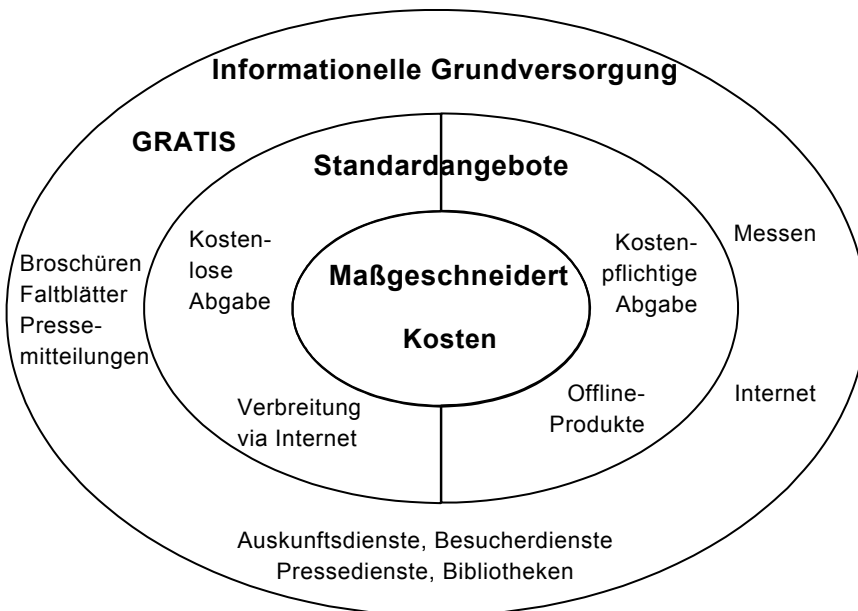 Informationelle Grundversorgung
GRATIS
Standardangebote
Kosten-
lose
Abgabe
Kosten-
pflichtige
Abgabe
Messen
Broschüren
Faltblätter
Presse-
mitteilungen
Maßgeschneidert
Kosten
Verbreitung
via Internet
Offline-
Produkte
Internet
Auskunftsdienste, Besucherdienste
Pressedienste, Bibliotheken